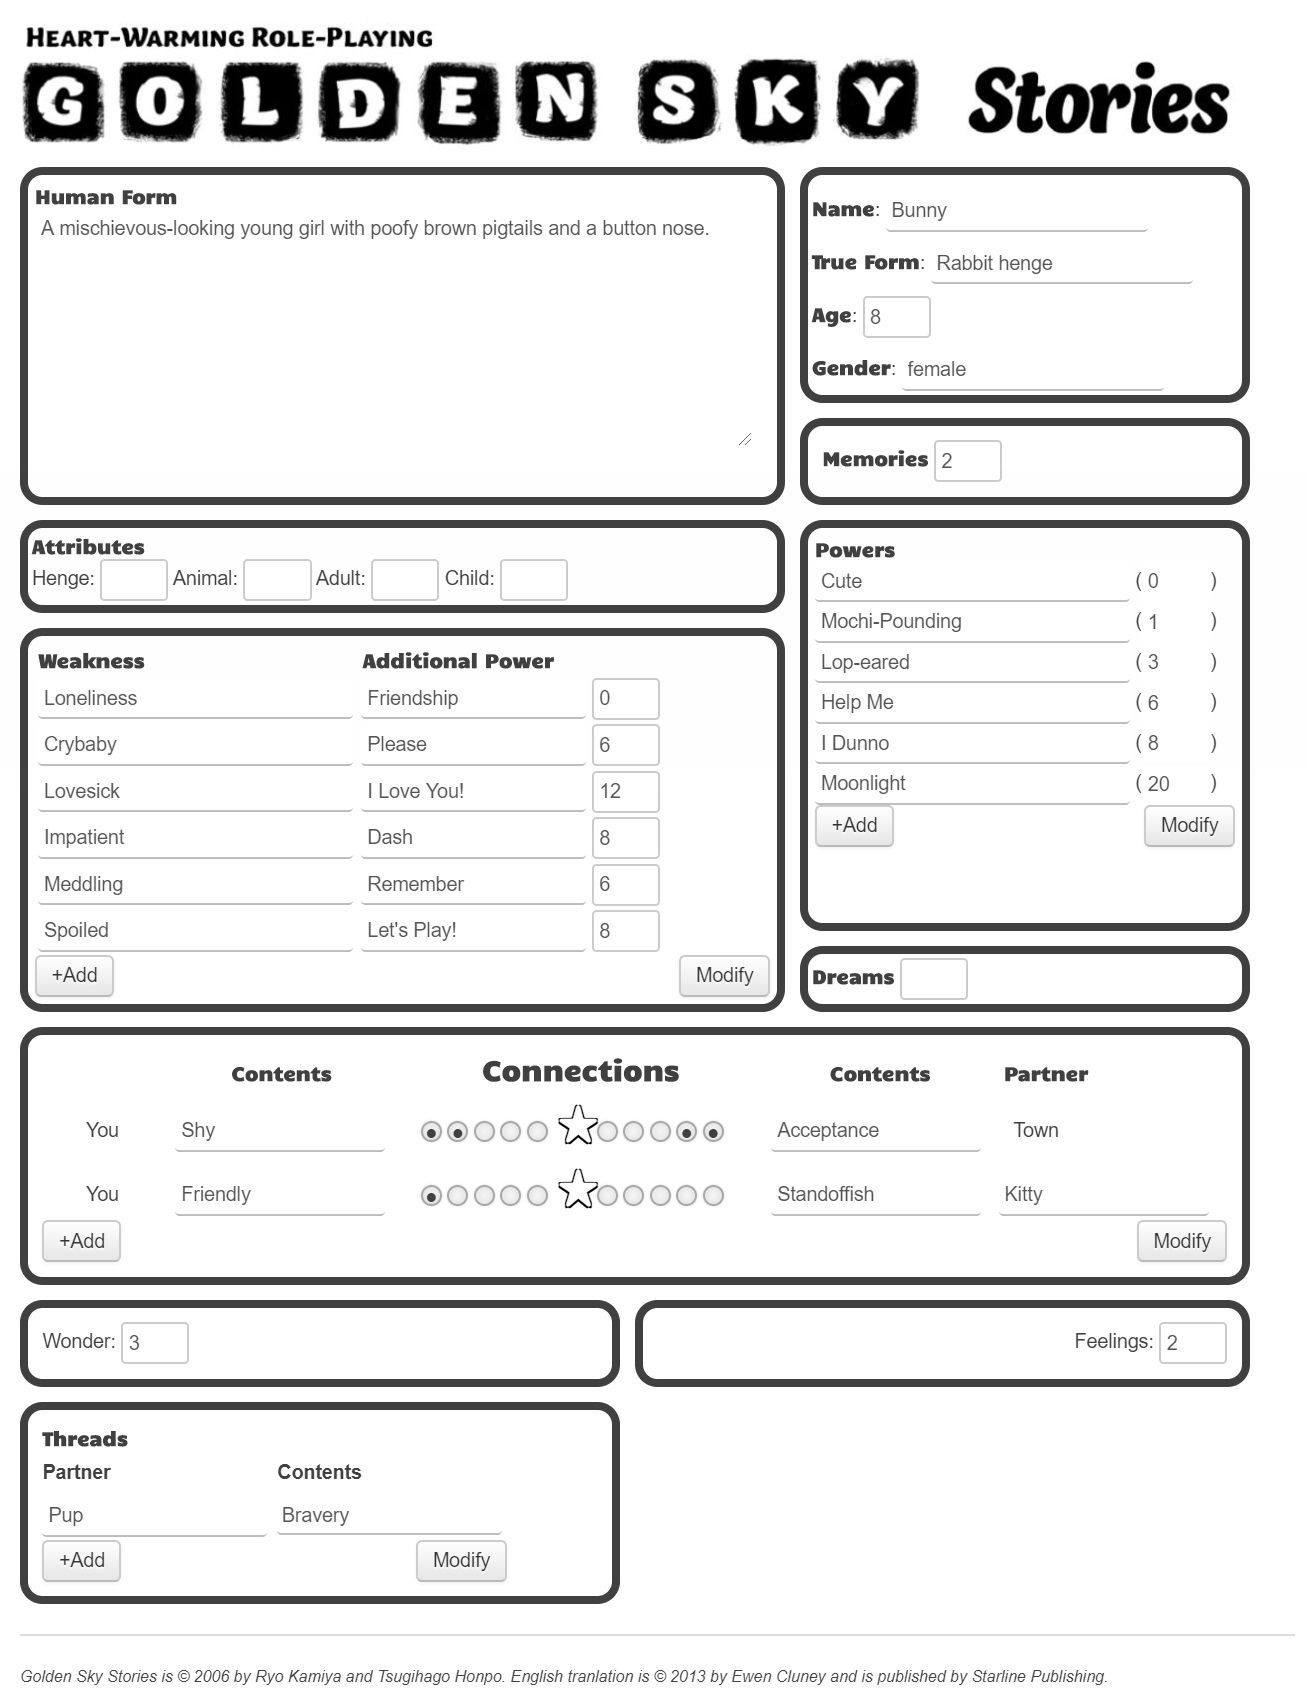 Heart-Warming Role-Playing
GOLDEN SKY Stories
Human Form
A mischievous-looking young girl with poofy brown pigtails and a button nose.
Name: Bunny
True Form: Rabbit henge
Age: 8
Gender: female
Memories 2
Attributes
Henge: Animal: Adult: Child:
Weakness Additional Power
Loneliness Friendship 0
Crybaby Please 6
Lovesick I Love You! 12
Impatient Dash 8
Meddling Remember 6
Spoiled Let's Play! 8
+Add Modify
Powers
Cute ( 0 )
Mochi-Pounding ( 1 )
Lop-eared ( 3 )
Help Me ( 6 )
I Dunno ( 8 )
Moonlight ( 20 )
+Add Modify
Dreams
Contents Connections Contents Partner
You Shy Acceptance Town
You Friendly Standoffish Kitty
+Add Modify
Wonder: 3
Feelings: 2
Threads
Partner Contents
Pup Bravery
+Add Modify
Golden Sky Stories is © 2006 by Ryo Kamiya and Tsugihago Honpo. English tranlation is © 2013 by Ewen Cluney and is published by Starline Publishing.